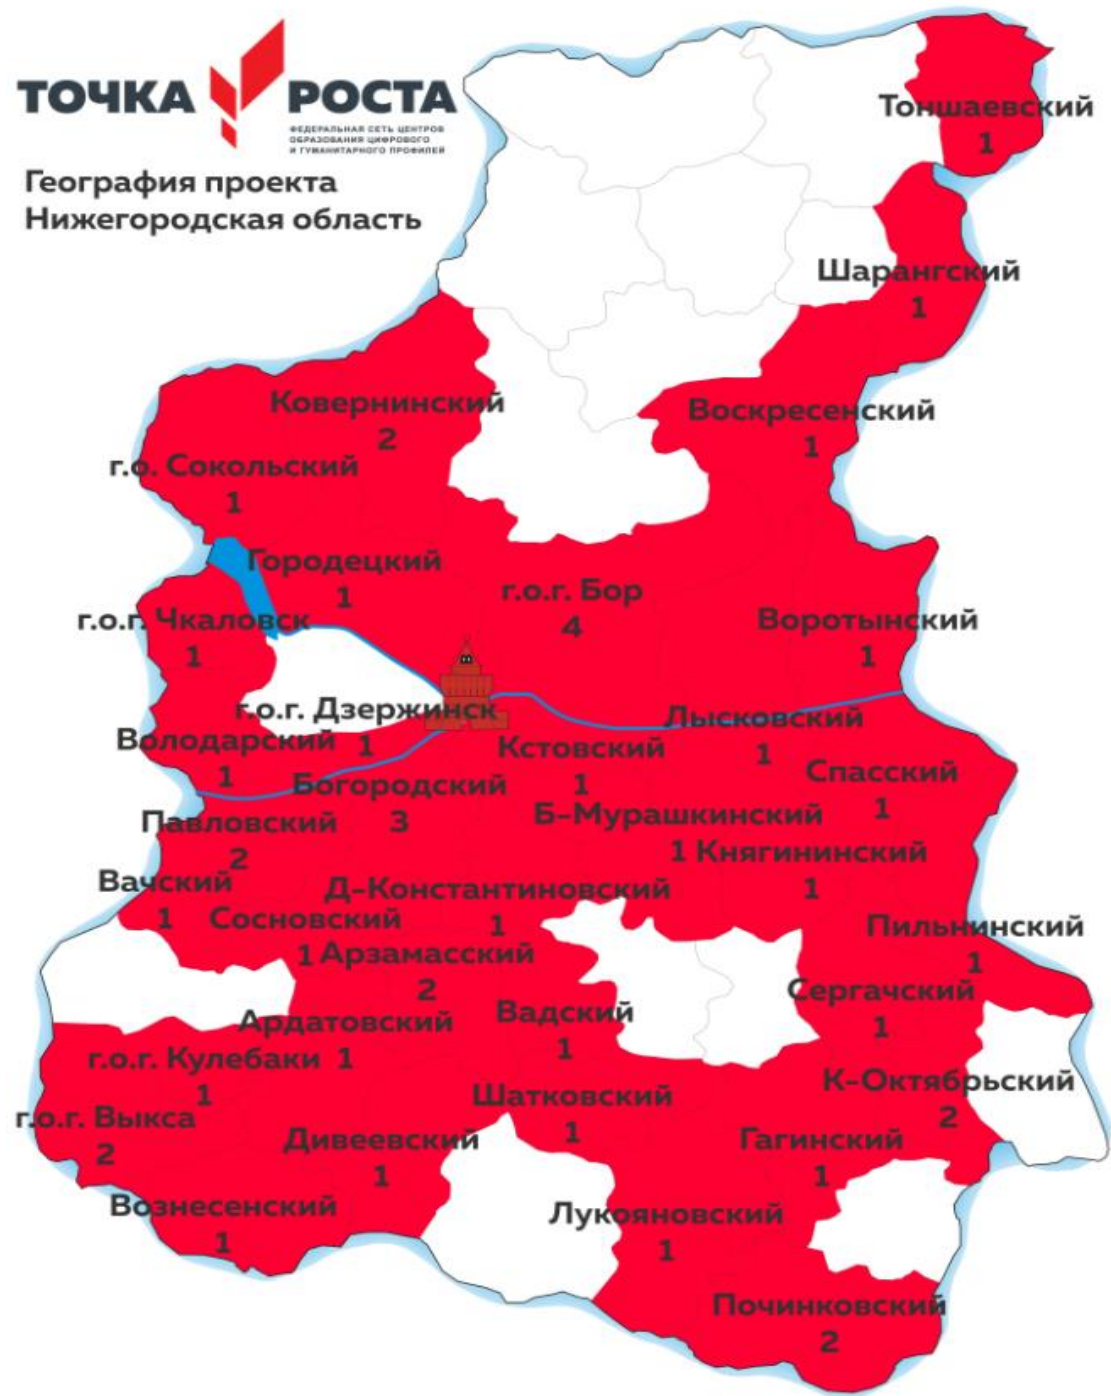 ТОЧКА РОСТА
ФЕДЕРАЛЬНАЯ СЕТЬ ЦЕНТРОВ
ОБРАЗОВАНИЯ ЦИФРОВОГО
И ГУМАНИТАРНОГО ПРОФИЛЕЙ
География проекта
Нижегородская область
Тоншаевский
1
Шарангский
1
Ковернинский
2
Воскресенский
1
г.о. Сокольский
1
Городецкий
1
г.о.г. Бор
4
г.о.г. Чкаловск
1
Воротынский
1
г.о.г. Дзержинск
1
Володарский
1
Лысковский
1
Кстовский
1
Спасский
1
Богородский
3
Б-Мурашкинский
1
Павловский
2
Княгининский
1
Вачский
1
Д-Константиновский
1
Сосновский
1
Пильнинский
1
Арзамасский
2
Сергачский
1
Вадский
1
Ардатовский
1
г.о.г. Кулебаки
1
К-Октябрьский
2
Шатковский
1
г.о.г. Выкса
2
Дивеевский
1
Гагинский
1
Вознесенский
1
Лукояновский
1
Починковский
2